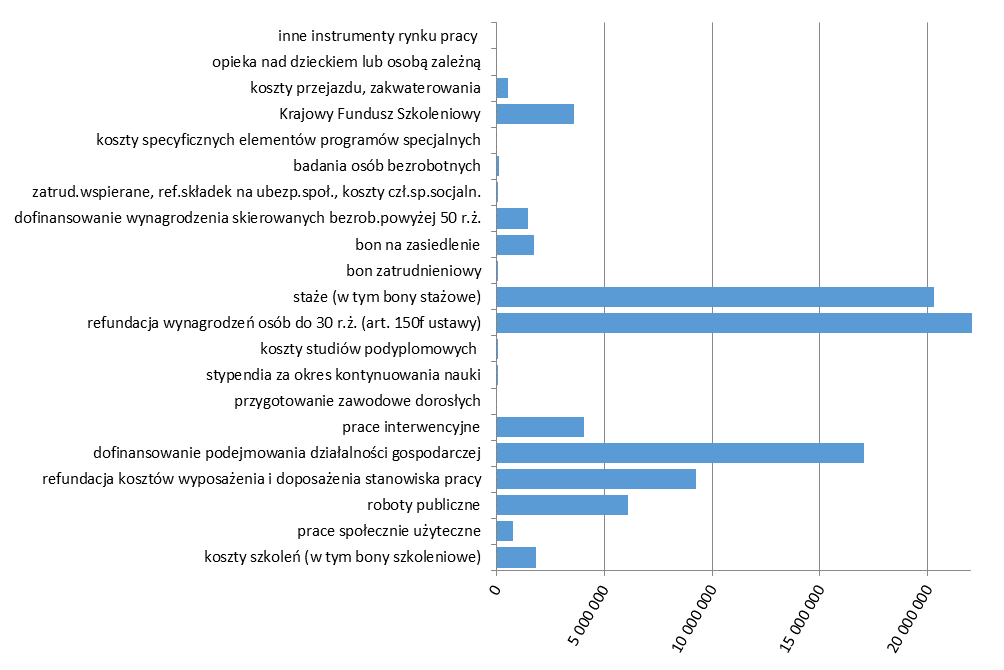 inne instrumenty rynku pracy
opieka nad dzieckiem lub osobą zależną
koszty przejazdu, zakwaterowania
Krajowy Fundusz Szkoleniowy
koszty specyficznych elementów programów specjalnych
badania osób bezrobotnych
zatrud.wspierane, ref.składek na ubezp.społ., koszty czł.sp.socjaln.
dofinansowanie wynagrodzenia skierowanych bezrob.powyżej 50 r.ż.
bon na zasiedlenie
bon zatrudnieniowy
staże (w tym bony stażowe)
refundacja wynagrodzeń osób do 30 r.ż. (art. 150f ustawy)
koszty studiów podyplomowych
stypendia za okres kontynuowania nauki
przygotowanie zawodowe dorosłych
prace interwencyjne
dofinansowanie podejmowania działalności gospodarczej
refundacja kosztów wyposażenia i doposażenia stanowiska pracy
roboty publiczne
prace społecznie użyteczne
koszty szkoleń (w tym bony szkoleniowe)
0
5 000 000
10 000 000
15 000 000
20 000 000